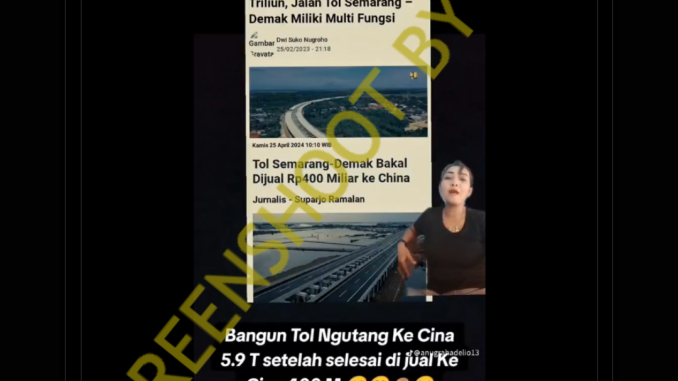 Triliun, Jalan Tol Semarang –
Demak Miliki Multi Fungsi
Gambar
Dwi Suko Nugroho
25/02/2023 - 21:18
Kamis 25 April 2024 10:10 WIB
Tol Semarang-Demak Bakal
Dijual Rp400 Miliar ke China
Jurnalis - Suparjo Ramalan
REENSHOOT BY
Bangun Tol Ngutang Ke Cina
@anugrahadelio13
5.9 T setelah selesai di jual Ke